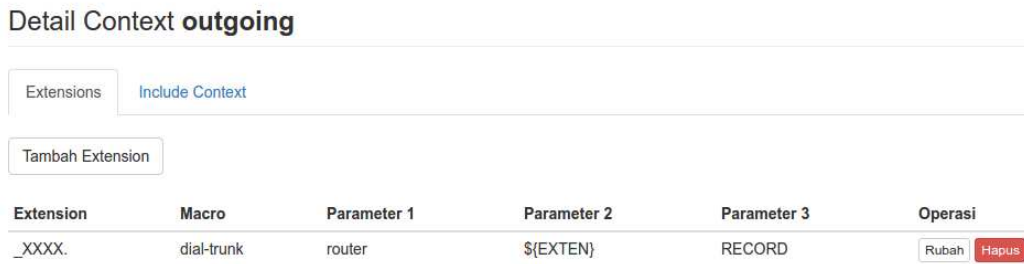 Detail Context outgoing
Extensions Include Context
Tambah Extension
Extension Macro Parameter 1 Parameter 2 Parameter 3 Operasi
_XXXX. dial-trunk router ${EXTEN} RECORD Rubah Hapus